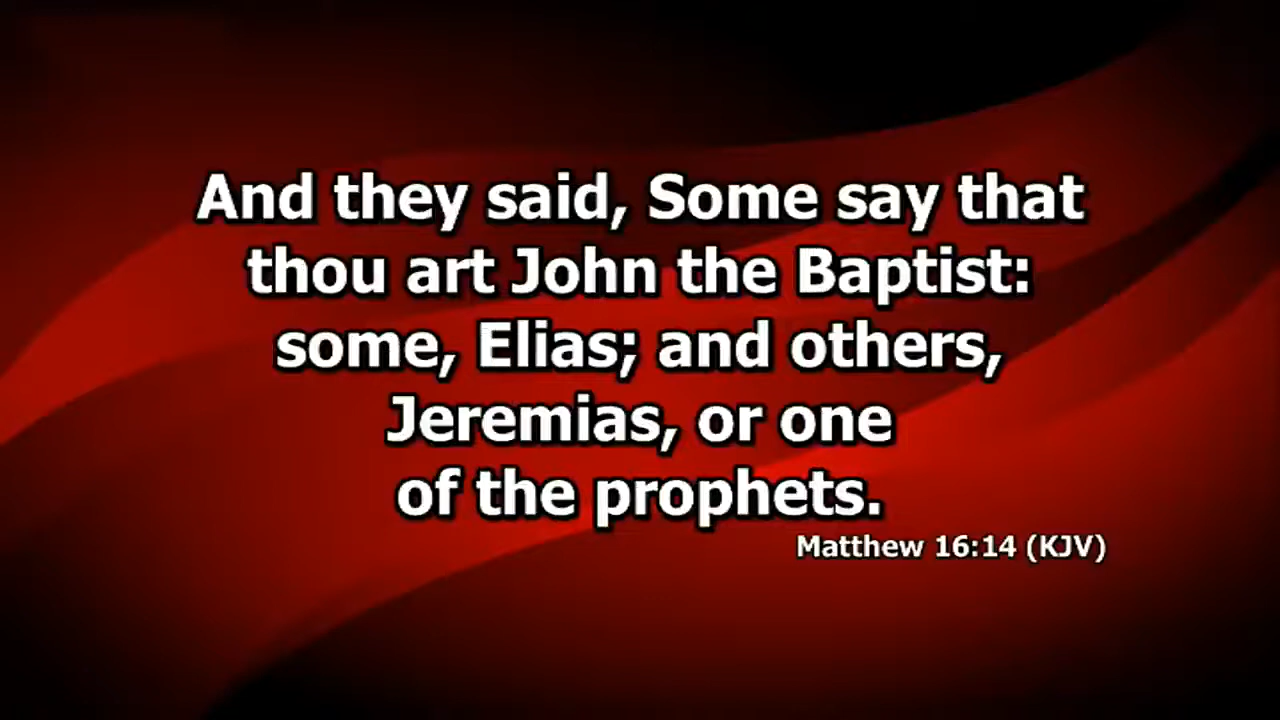 And they said, Some say that
thou art John the Baptist:
some, Elias; and others,
Jeremias, or one
of the prophets.
Matthew 16:14 (KJV)